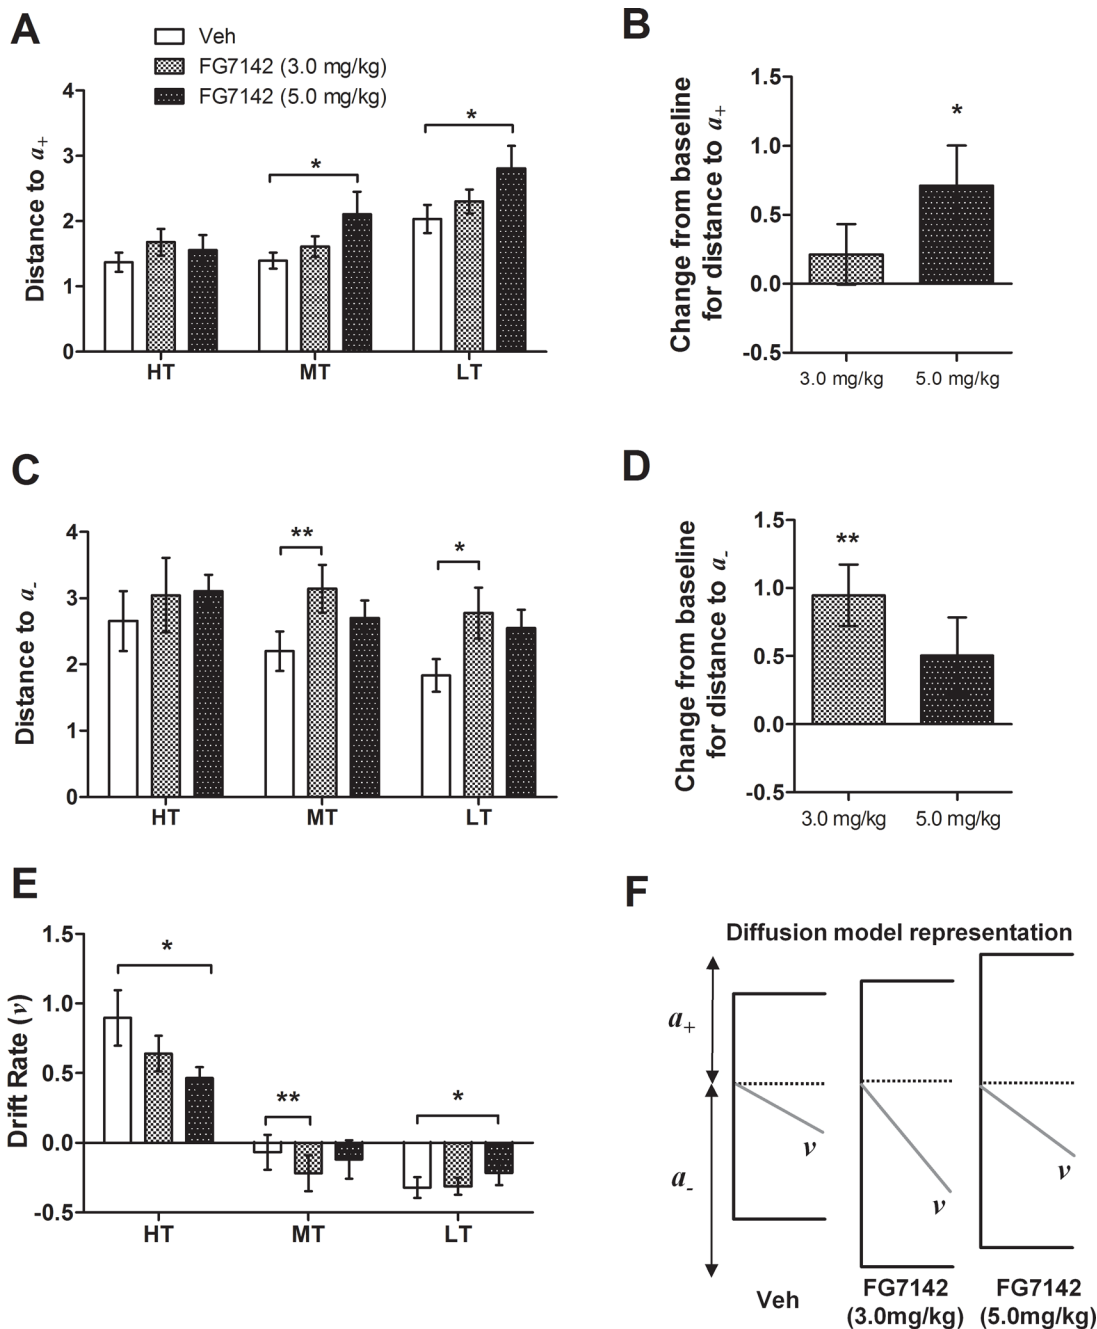 A
Veh
FG7142 (3.0 mg/kg)
FG7142 (5.0 mg/kg)
Distance to a+
4
3
2
1
0
*
*
HT
MT
LT
B
Change from baseline
for distance to a+
1.5
1.0
0.5
0.0
-0.5
*
3.0 mg/kg
5.0 mg/kg
C
Distance to a-
4
3
2
1
0
**
*
HT
MT
LT
D
Change from baseline
for distance to a-
1.5
1.0
0.5
0.0
-0.5
**
3.0 mg/kg
5.0 mg/kg
E
Drift Rate (v)
1.5
1.0
0.5
0.0
-0.5
*
**
*
HT
MT
LT
F
Diffusion model representation
a+
a-
v
v
v
Veh
FG7142
(3.0mg/kg)
FG7142
(5.0mg/kg)